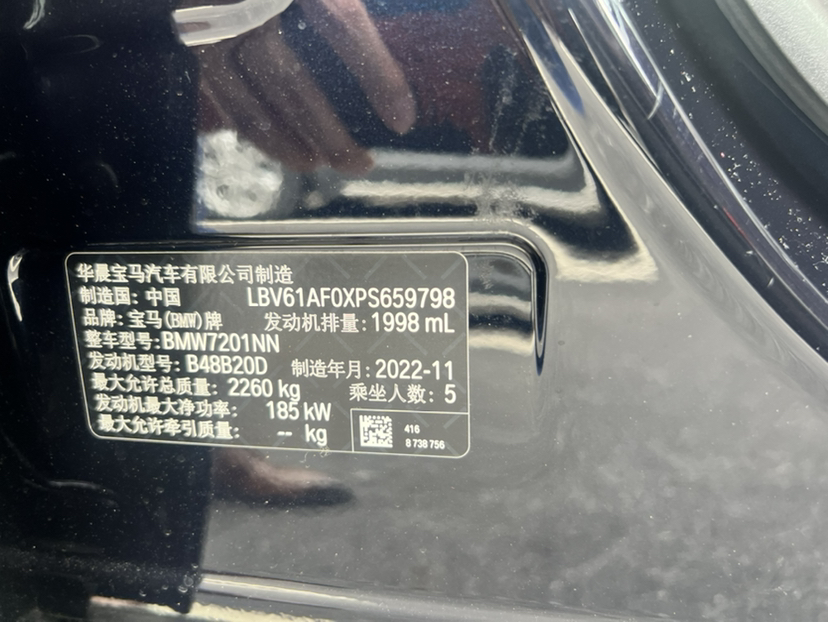 华晨宝马汽车有限公司制造
制造国: 中国 LBV61AF0XPS659798
品牌: 宝马(BMW)牌 发动机排量: 1998 mL
整车型号: BMW7201NN
发动机型号: B48B20D 制造年月: 2022-11
最大允许总质量: 2260 kg 乘坐人数: 5
发动机最大净功率: 185 kW
最大允许牵引质量: -- kg
416
8 738 756